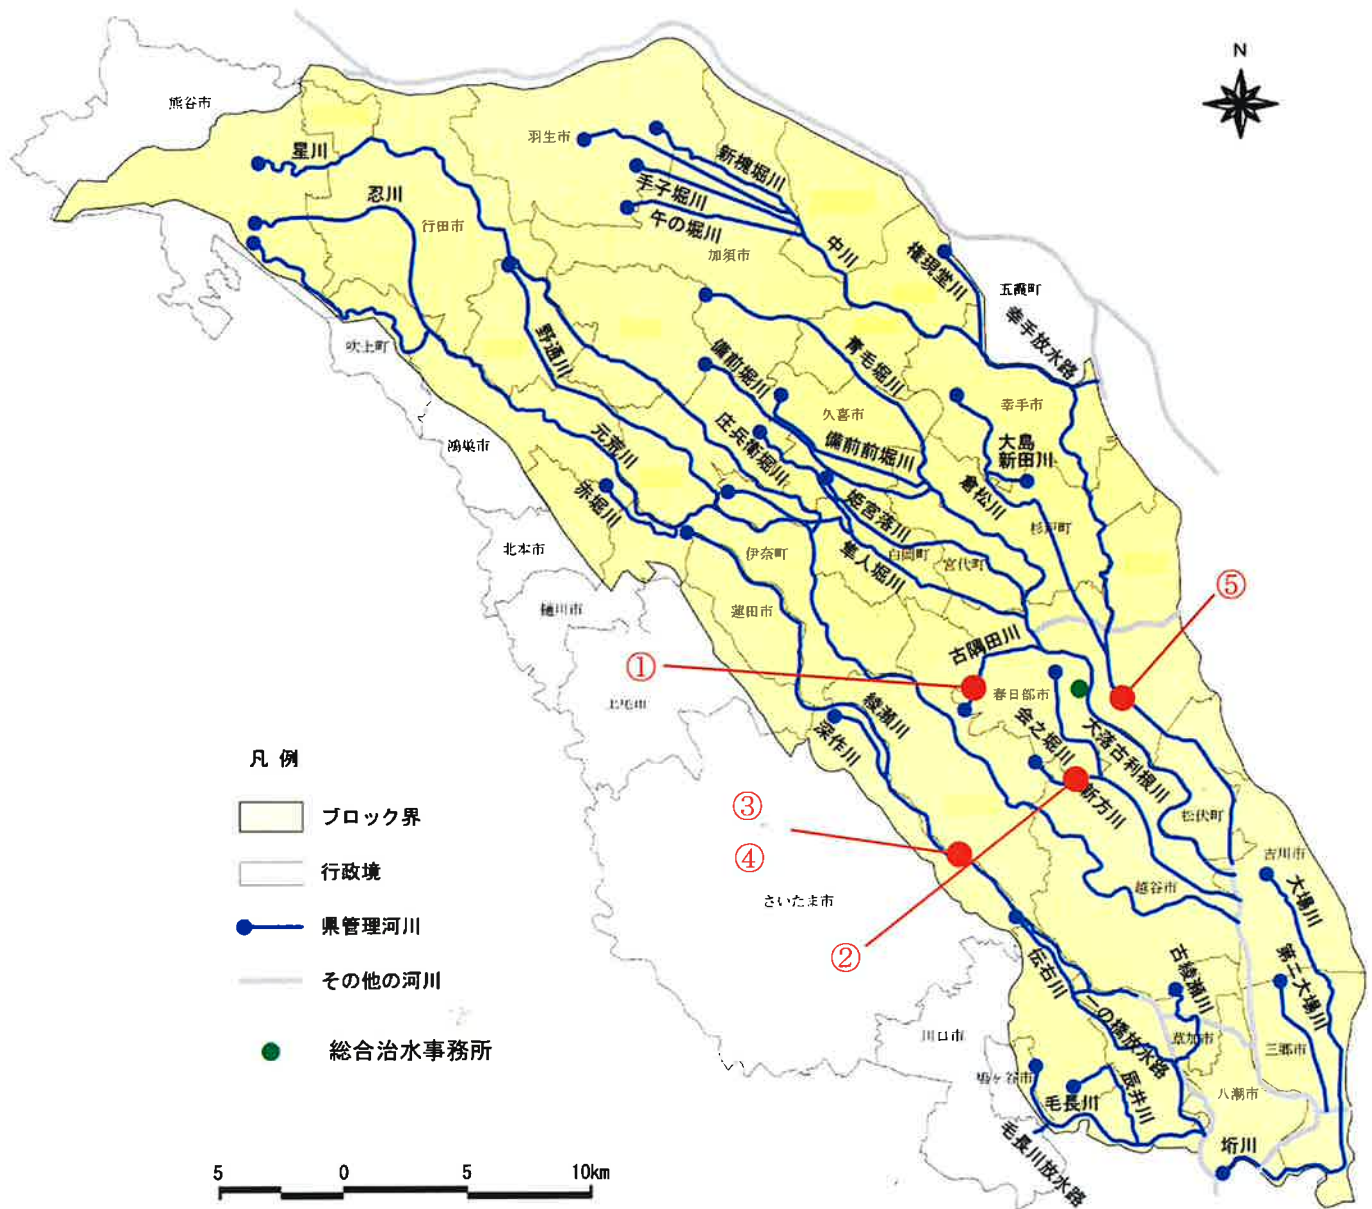 N
熊谷市
羽生市
星川
新槐堀川
手子堀川
忍川
午の堀川
行田市
加須市
中川
権現堂川
五霞町
幸手放水路
吹上町
野通川
備前堀川
青毛堀川
久喜市
幸手市
庄兵衛堀川
備前前堀川
大島
新田川
鴻巣市
元荒川
赤堀川
姫宮落川
倉松川
杉戸町
北本市
伊奈町
白岡町
宮代町
隼人堀川
桶川市
蓮田市
⑤
古隅田川
①
春日部市
上尾市
綾瀬川
深作川
会之堀川
大落古利根川
凡 例
ブロック界
③
新方川
松伏町
④
吉川市
行政境
さいたま市
越谷市
大場川
県管理河川
②
伝右川
古綾瀬川
第二大場川
その他の河川
一の橋放水路
川口市
草加市
三郷市
総合治水事務所
鳩ヶ谷市
毛長川
辰井川
八潮市
毛長川放水路
垳川
5 0 5 10km